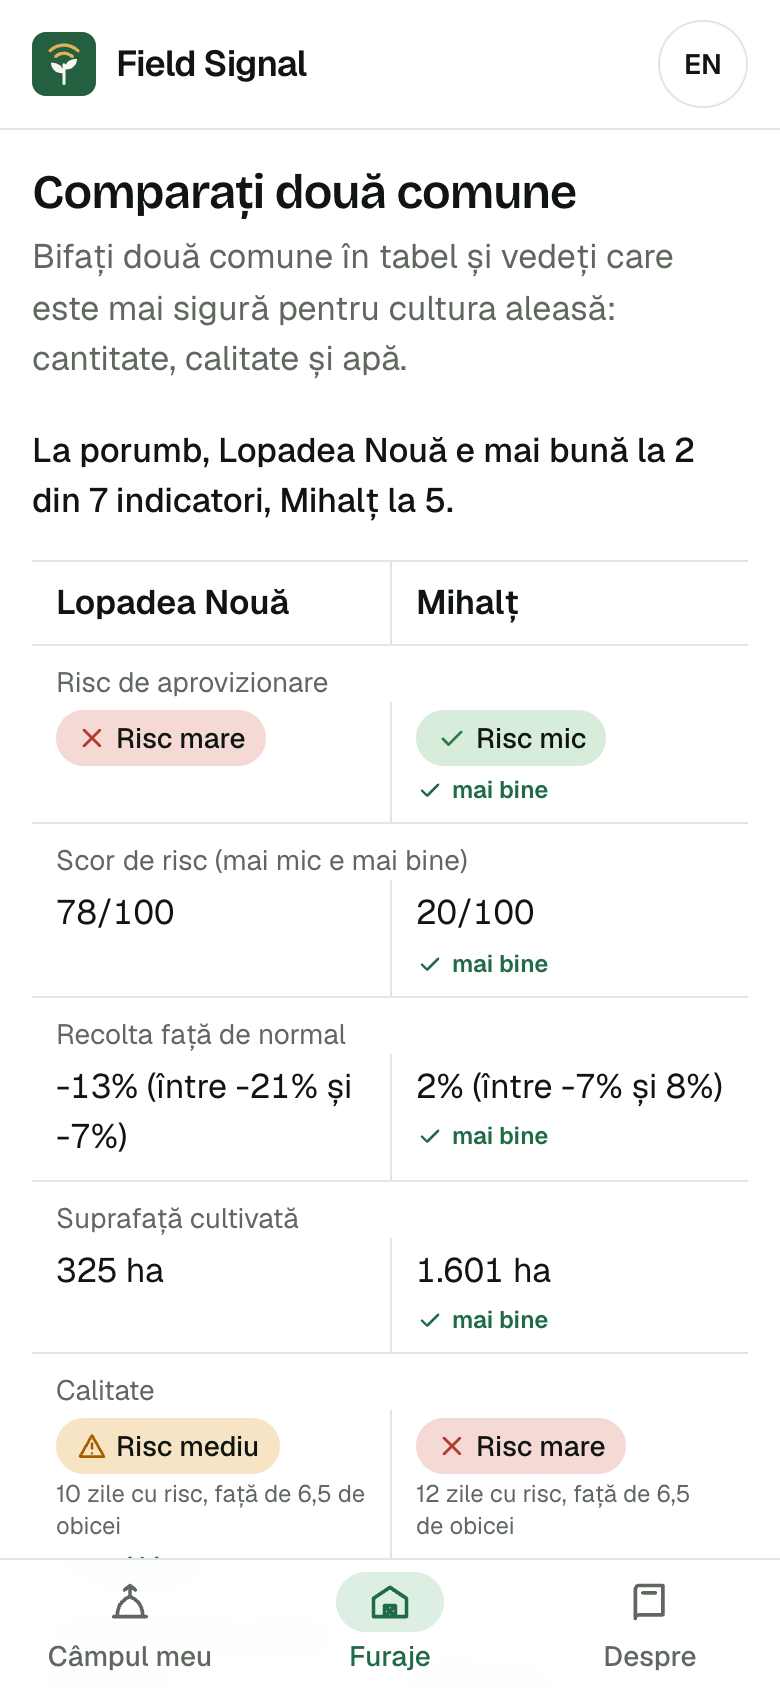 Field Signal
EN
Comparați două comune
Bifați două comune în tabel și vedeți care
este mai sigură pentru cultura aleasă:
cantitate, calitate și apă.
La porumb, Lopadea Nouă e mai bună la 2
din 7 indicatori, Mihalț la 5.
Lopadea Nouă
Mihalț
Risc de aprovizionare
Risc mare
Risc mic
mai bine
Scor de risc (mai mic e mai bine)
78/100
20/100
mai bine
Recolta față de normal
-13% (între -21% și
-7%)
2% (între -7% și 8%)
mai bine
Suprafață cultivată
325 ha
1.601 ha
mai bine
Calitate
Risc mediu
Risc mare
10 zile cu risc, față de 6,5 de
obicei
12 zile cu risc, față de 6,5
de obicei
Câmpul meu
Furaje
Despre